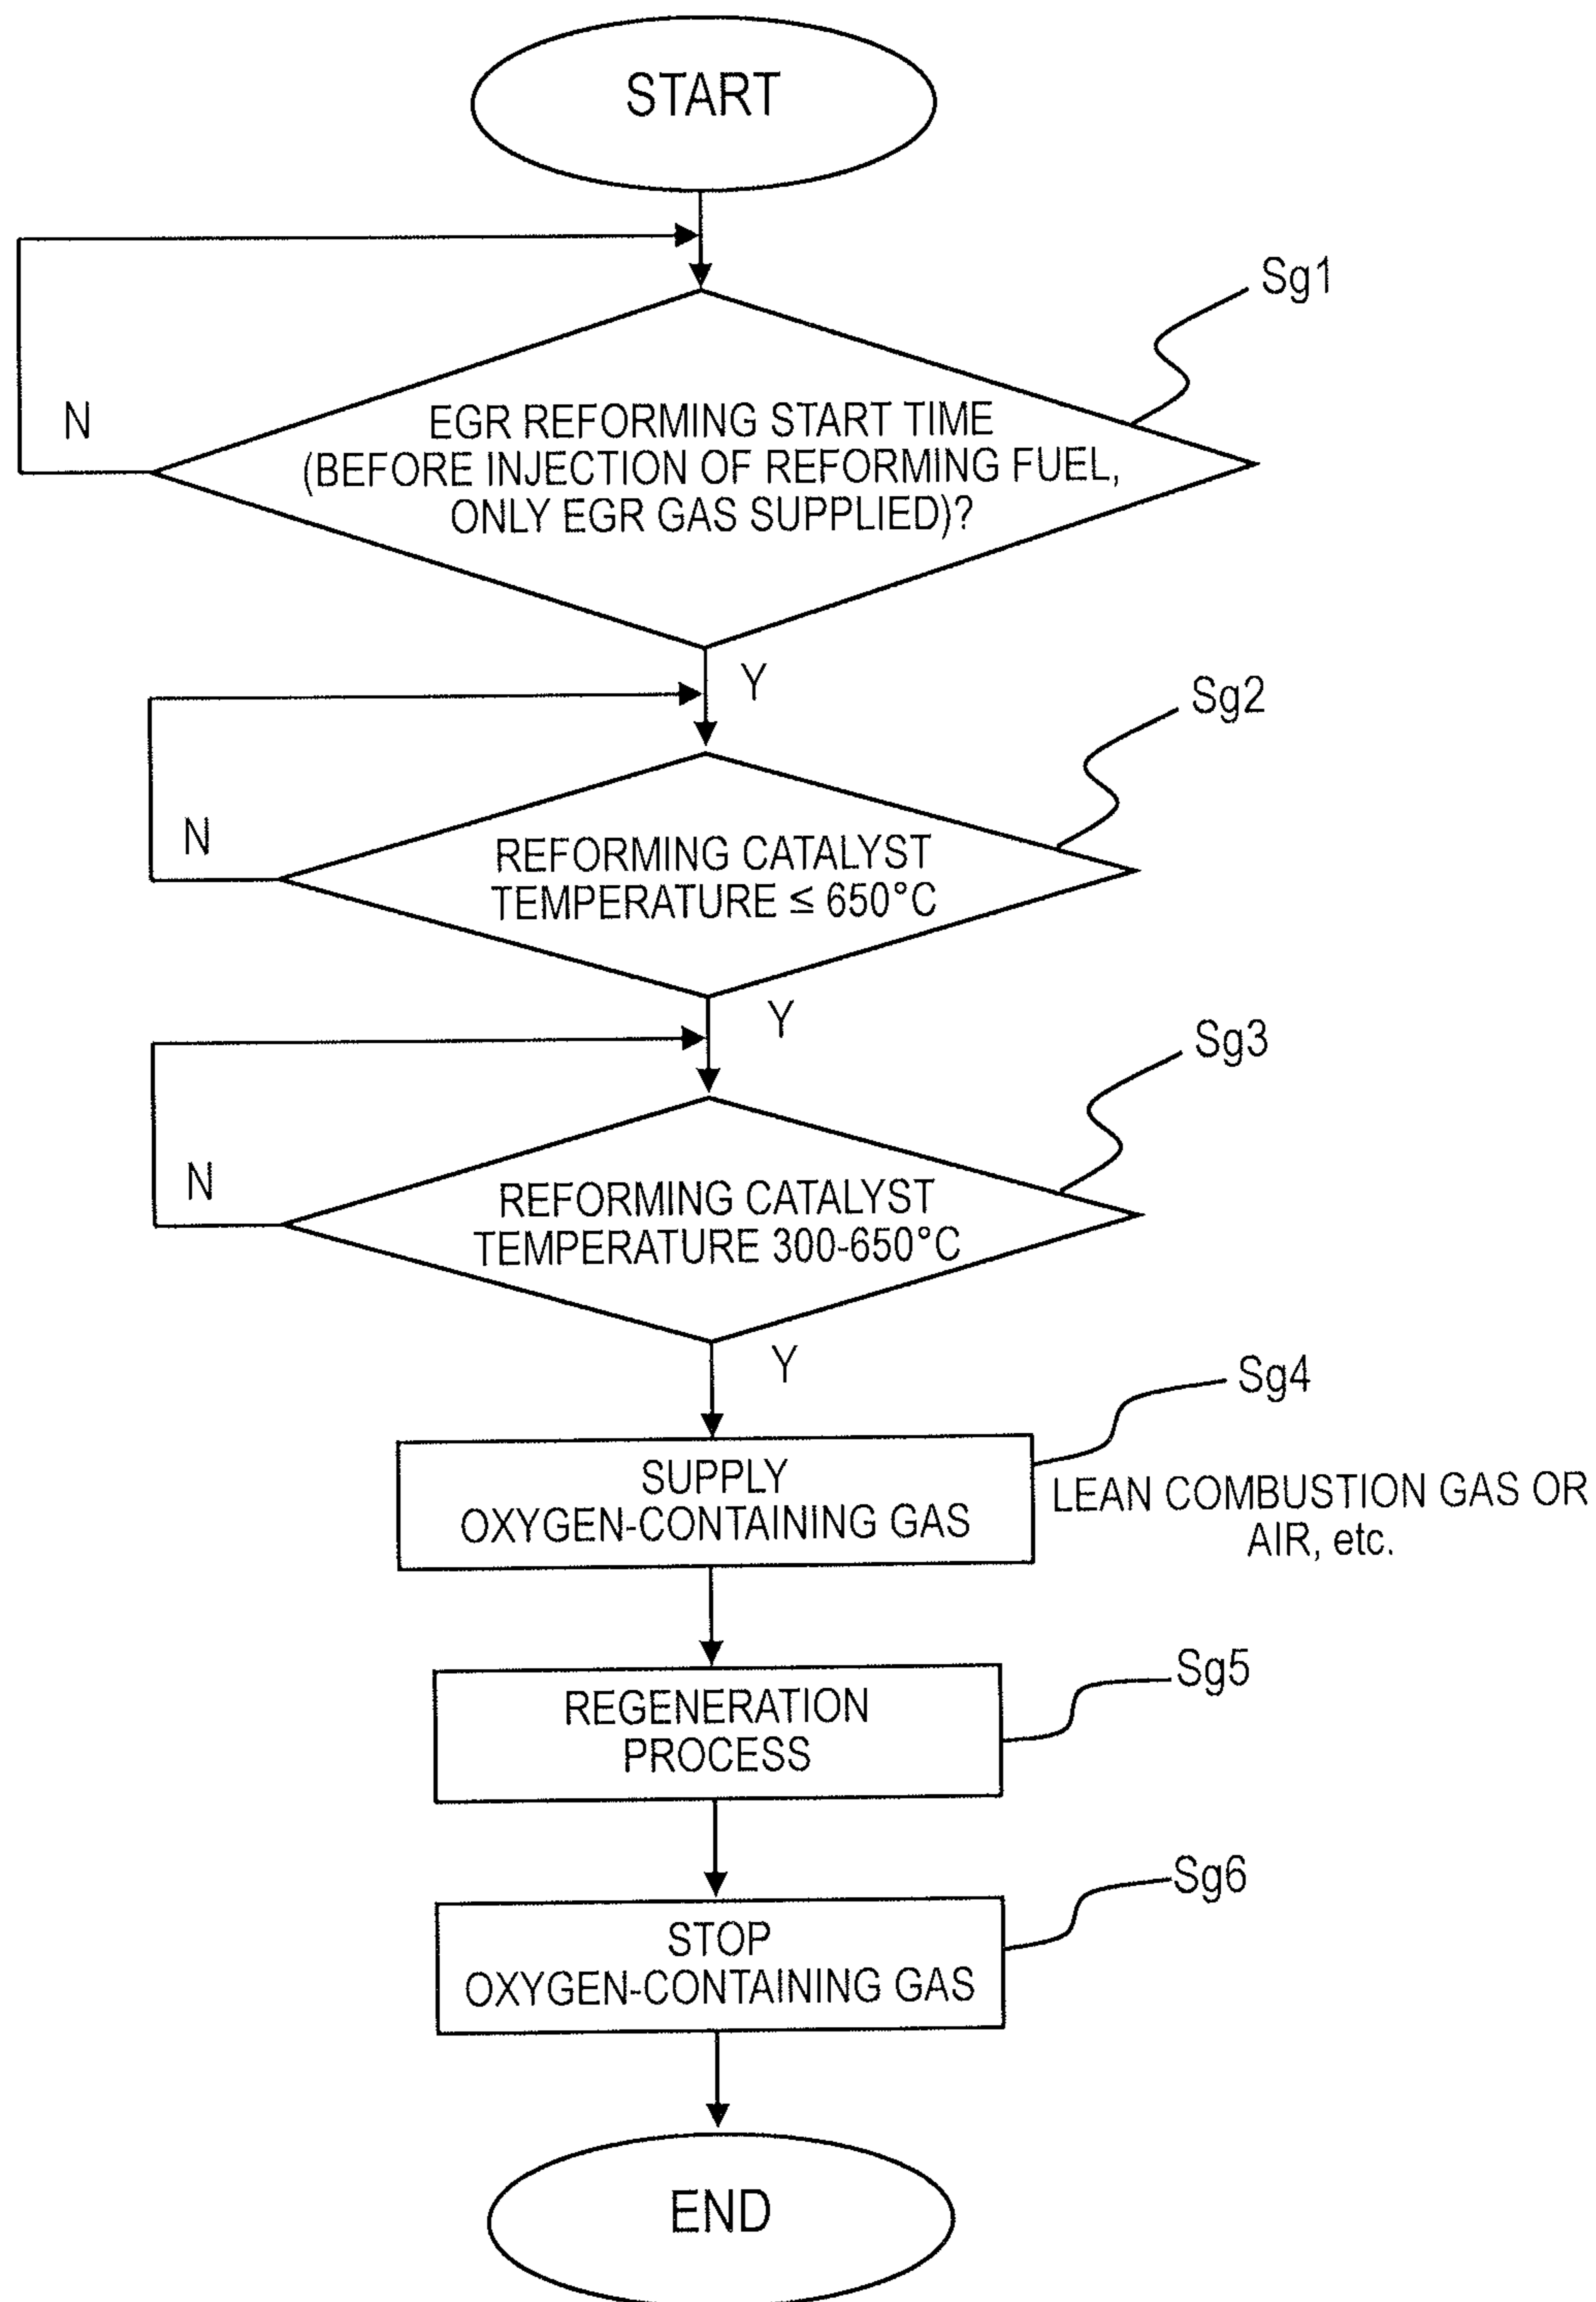 START
Sg1
N
EGR REFORMING START TIME
(BEFORE INJECTION OF REFORMING FUEL,
ONLY EGR GAS SUPPLIED)?
Y
Sg2
N
REFORMING CATALYST
TEMPERATURE ≤ 650°C
Y
Sg3
N
REFORMING CATALYST
TEMPERATURE 300-650°C
Y
Sg4
SUPPLY
OXYGEN-CONTAINING GAS
LEAN COMBUSTION GAS OR
AIR, etc.
Sg5
REGENERATION
PROCESS
Sg6
STOP
OXYGEN-CONTAINING GAS
END